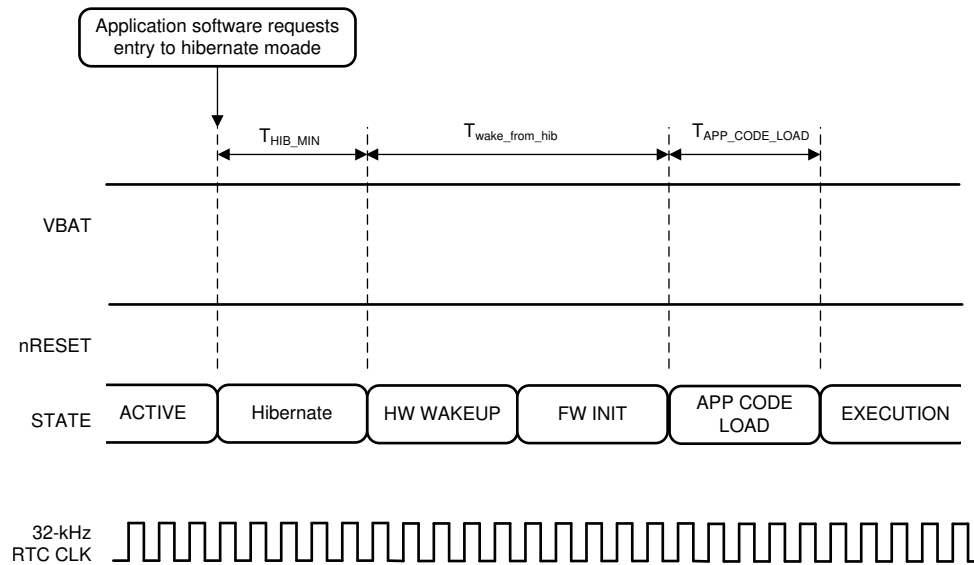 Application software requests
entry to hibernate moade
THIB_MIN
Twake_from_hib
TAPP_CODE_LOAD
VBAT
nRESET
STATE
ACTIVE
Hibernate
HW WAKEUP
FW INIT
APP CODE
LOAD
EXECUTION
32-kHz
RTC CLK